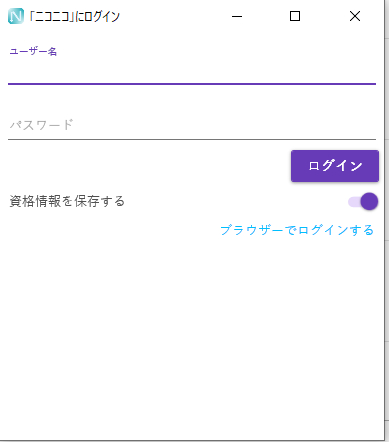 「ニコニコ」にログイン
ユーザー名
パスワード
ログイン
資格情報を保存する
ブラウザーでログインする